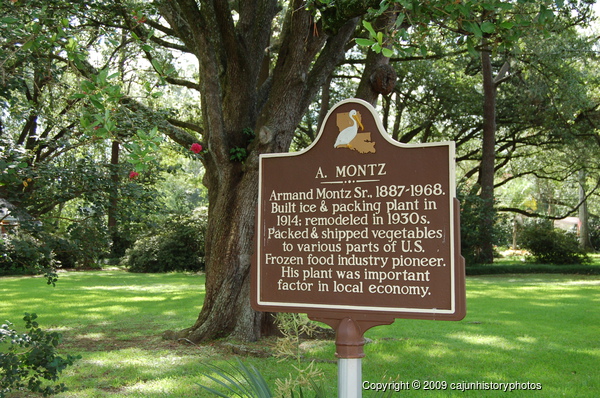 A. MONTZ
ARMAND MONTZ SR., 1887-1968.
BUILT ICE & PACKING PLANT IN
1914; REMODELED IN 1930S.
PACKED & SHIPPED VEGETABLES
TO VARIOUS PARTS OF U.S.
FROZEN FOOD INDUSTRY PIONEER.
HIS PLANT WAS IMPORTANT
FACTOR IN LOCAL ECONOMY.
Copyright © 2009 cajunhistoryphotos